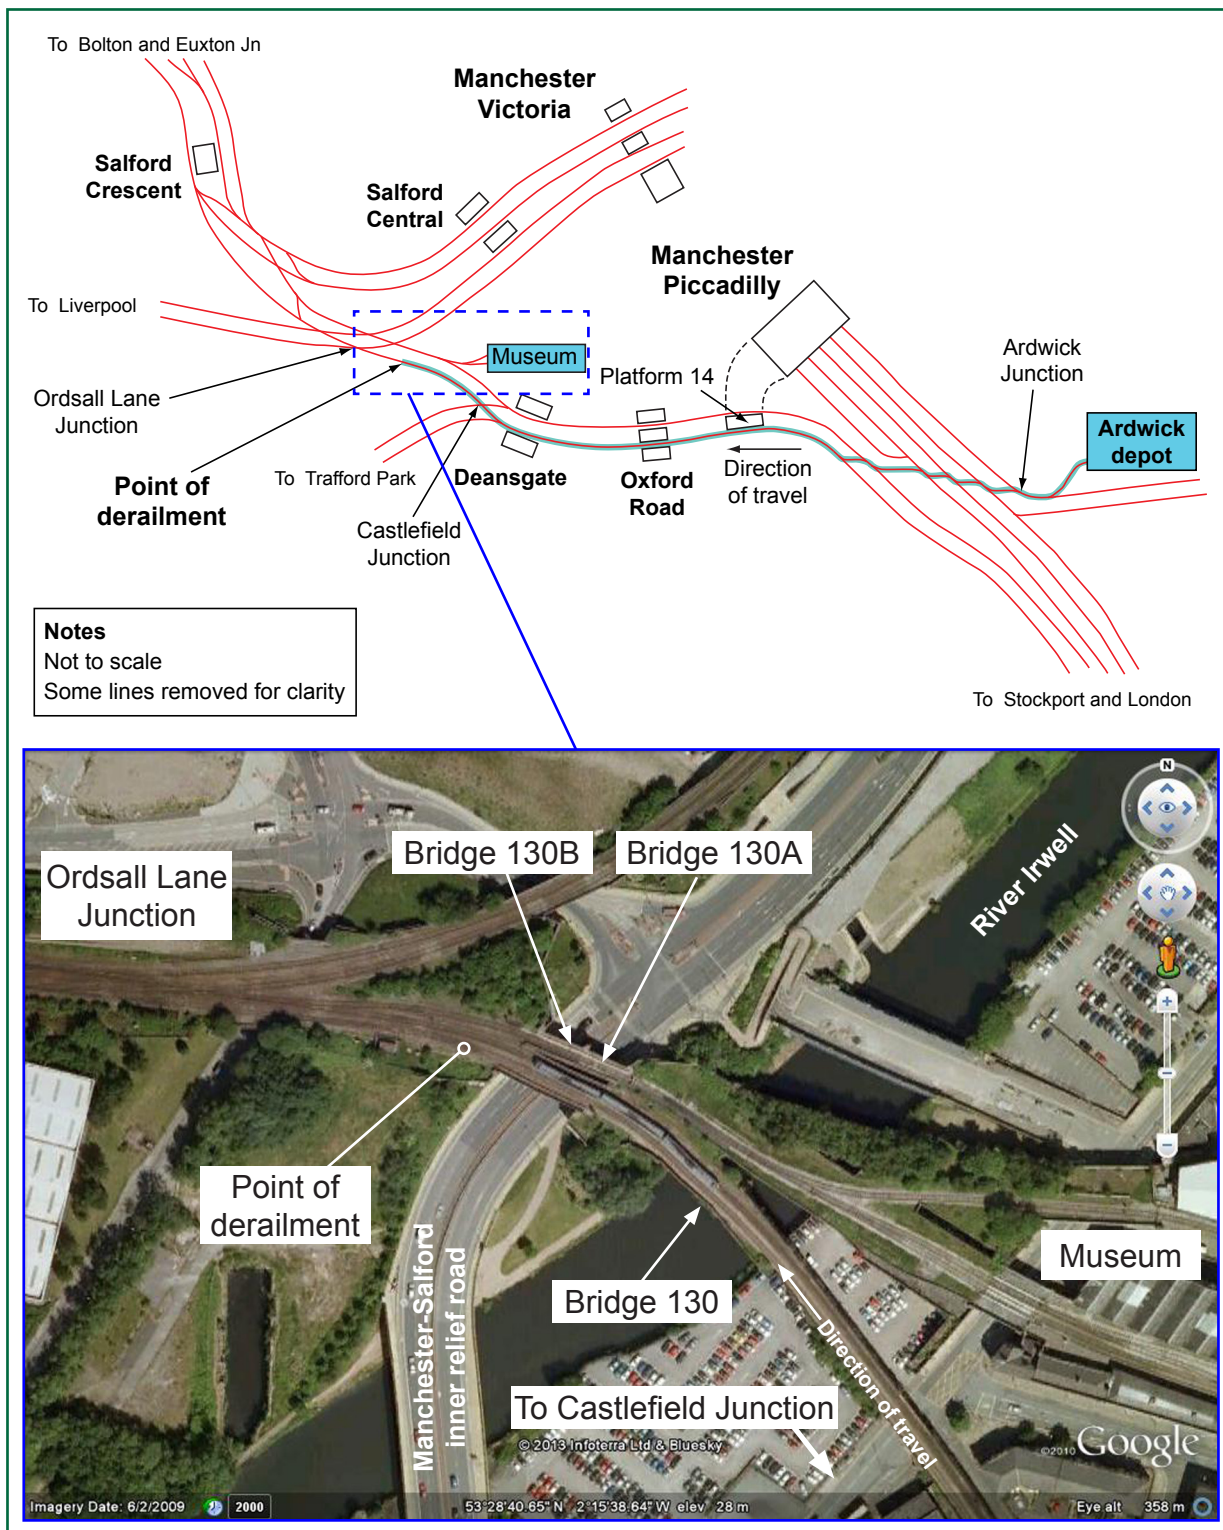 To Bolton and Euxton Jn
Manchester
Victoria
Salford
Crescent
Salford
Central
Manchester
Piccadilly
To Liverpool
Museum
Platform 14
Ardwick
Junction
Ordsall Lane
Junction
Ardwick
depot
To Trafford Park
Deansgate
Oxford
Road
Direction
of travel
Point of
derailment
Castlefield
Junction
Notes
Not to scale
Some lines removed for clarity
To Stockport and London
N
Bridge 130B
Bridge 130A
Ordsall Lane
Junction
River Irwell
Point of
derailment
Museum
Bridge 130
Manchester-Salford
inner relief road
Direction of travel
To Castlefield Junction
© 2013 Infoterra Ltd & Bluesky
©2010 Google
Imagery Date: 6/2/2009
2000
53°28'40.65" N 2°15'38.64" W elev 28 m
Eye alt 358 m